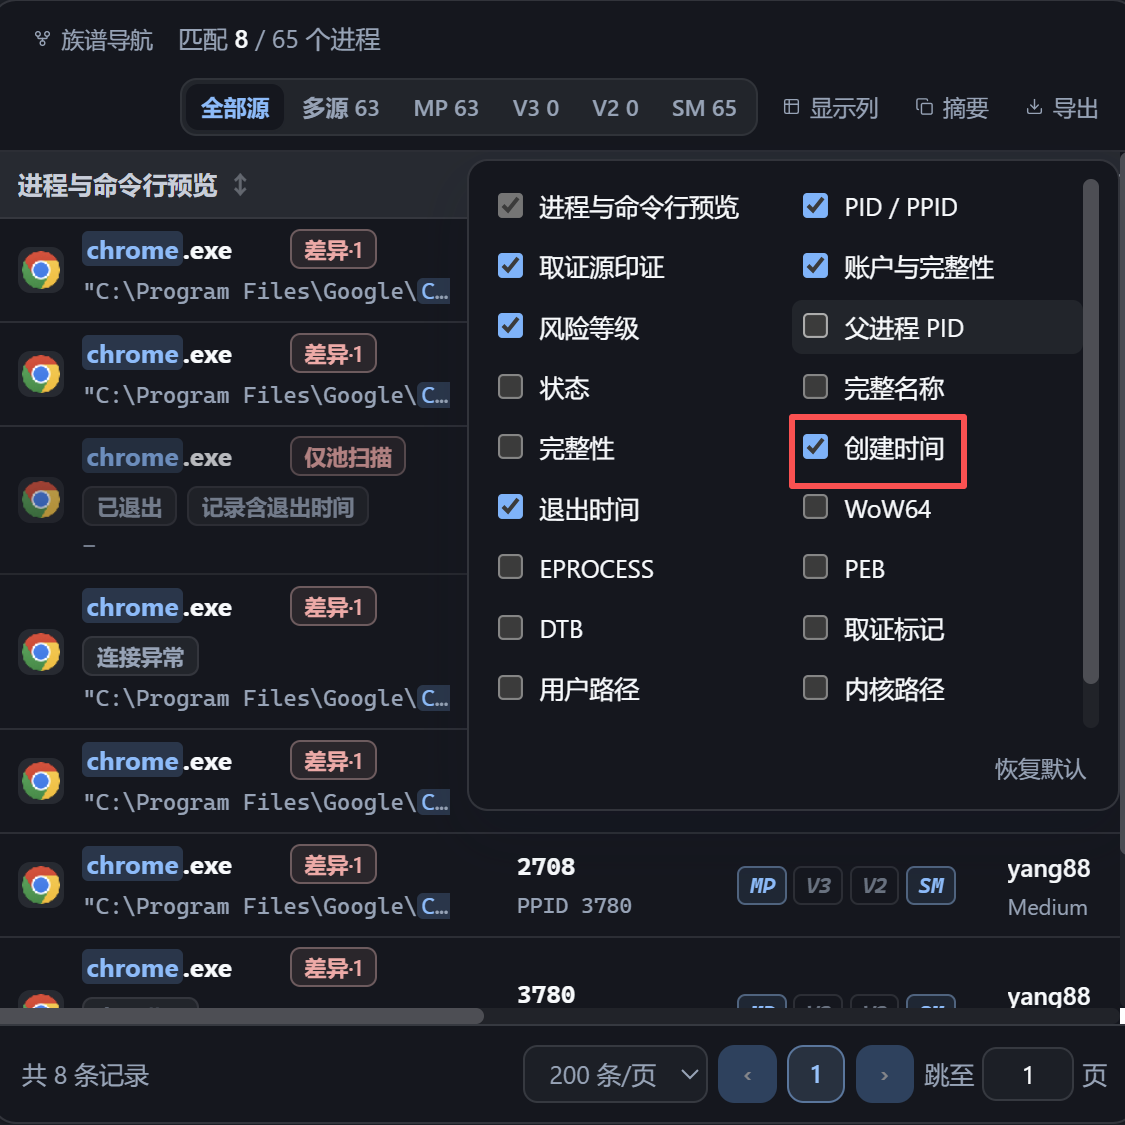 族谱导航 匹配 8 / 65 个进程
全部源 多源 63 MP 63 V3 0 V2 0 SM 65 显示列 摘要 导出
进程与命令行预览
进程与命令行预览 PID / PPID
取证源印证 账户与完整性
风险等级 父进程 PID
状态 完整名称
完整性 创建时间
退出时间 WoW64
EPROCESS PEB
DTB 取证标记
用户路径 内核路径
恢复默认
chrome.exe 差异·1
"C:\Program Files\Google\C…
chrome.exe 差异·1
"C:\Program Files\Google\C…
chrome.exe 仅池扫描
已退出 记录含退出时间
–
chrome.exe 差异·1
连接异常
"C:\Program Files\Google\C…
chrome.exe 差异·1
"C:\Program Files\Google\C…
chrome.exe 差异·1 2708 MP V3 V2 SM yang88
"C:\Program Files\Google\C… PPID 3780 Medium
chrome.exe 差异·1
3780 yang88
共 8 条记录 200 条/页 ‹ 1 › 跳至 1 页